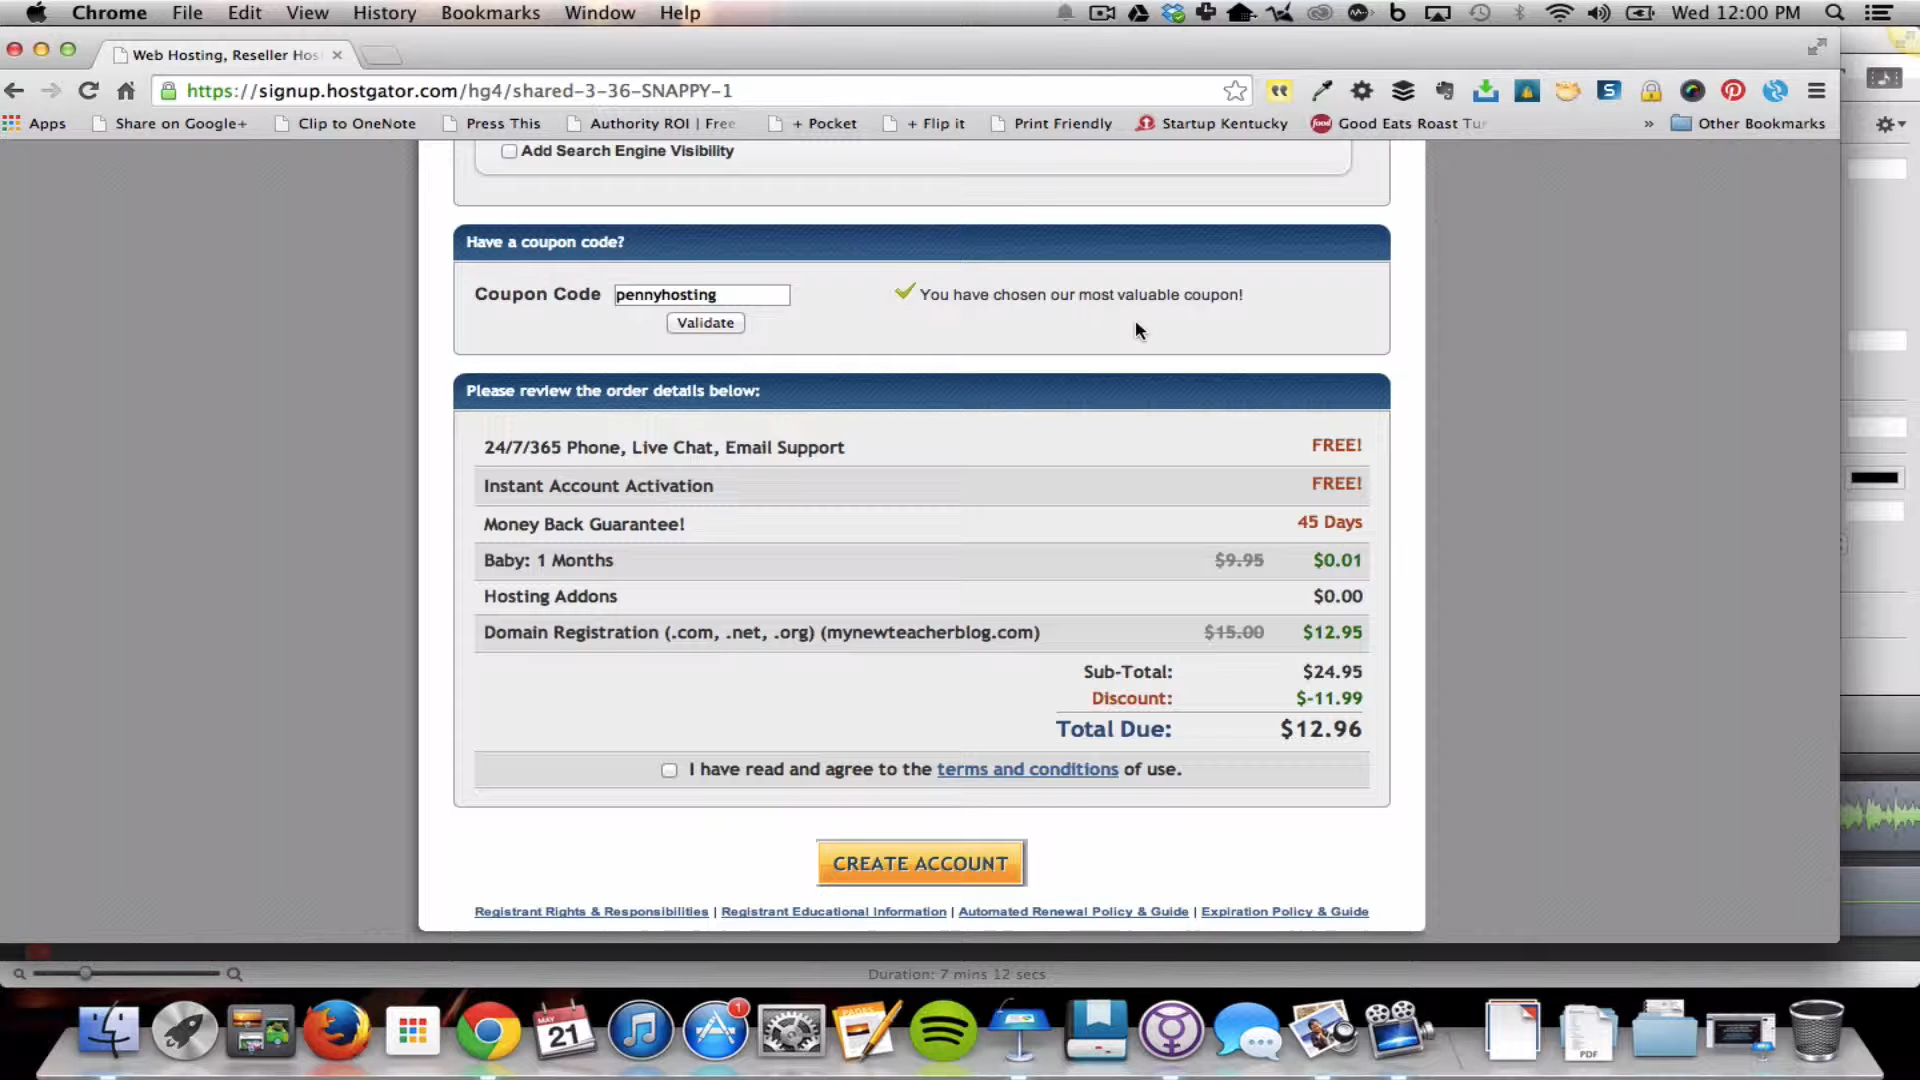 Chrome File Edit View History Bookmarks Window Help Wed 12:00 PM
Web Hosting, Reseller Hos
https://signup.hostgator.com/hg4/shared-3-36-SNAPPY-1
Apps Share on Google+ Clip to OneNote Press This Authority ROI | Free + Pocket + Flip it Print Friendly Startup Kentucky Good Eats Roast Tur » Other Bookmarks
Add Search Engine Visibility
Have a coupon code?
Coupon Code pennyhosting You have chosen our most valuable coupon!
Validate
Please review the order details below:
24/7/365 Phone, Live Chat, Email Support FREE!
Instant Account Activation FREE!
Money Back Guarantee! 45 Days
Baby: 1 Months $9.95 $0.01
Hosting Addons $0.00
Domain Registration (.com, .net, .org) (mynewteacherblog.com) $15.00 $12.95
Sub-Total: $24.95
Discount: $-11.99
Total Due: $12.96
I have read and agree to the terms and conditions of use.
CREATE ACCOUNT
Registrant Rights & Responsibilities | Registrant Educational Information | Automated Renewal Policy & Guide | Expiration Policy & Guide
Duration: 7 mins 12 secs
MAY
21
1
PDF